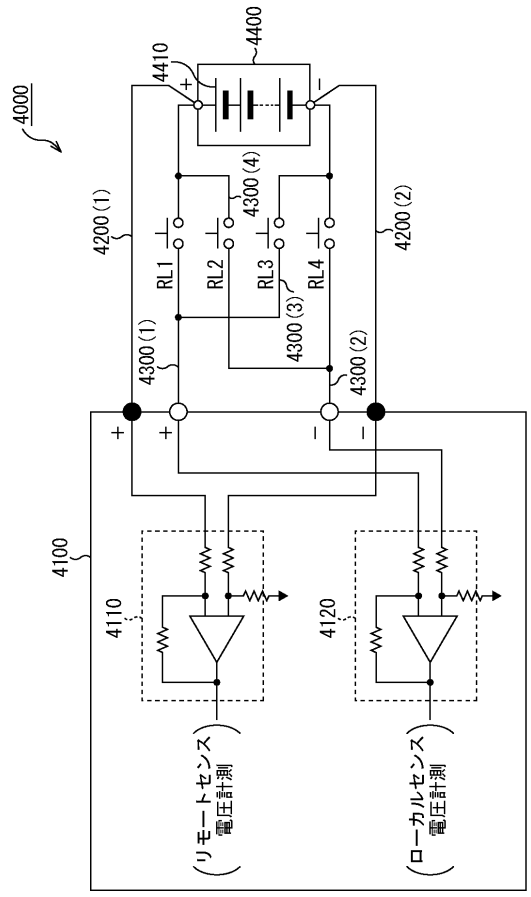 4000
4100
4110
(リモートセンス
電圧計測)
4120
(ローカルセンス
電圧計測)
+
+
−
−
4200(1)
4300(1)
4300(2)
4300(3)
4300(4)
4200(2)
RL1
RL2
RL3
RL4
+
−
4410
4400